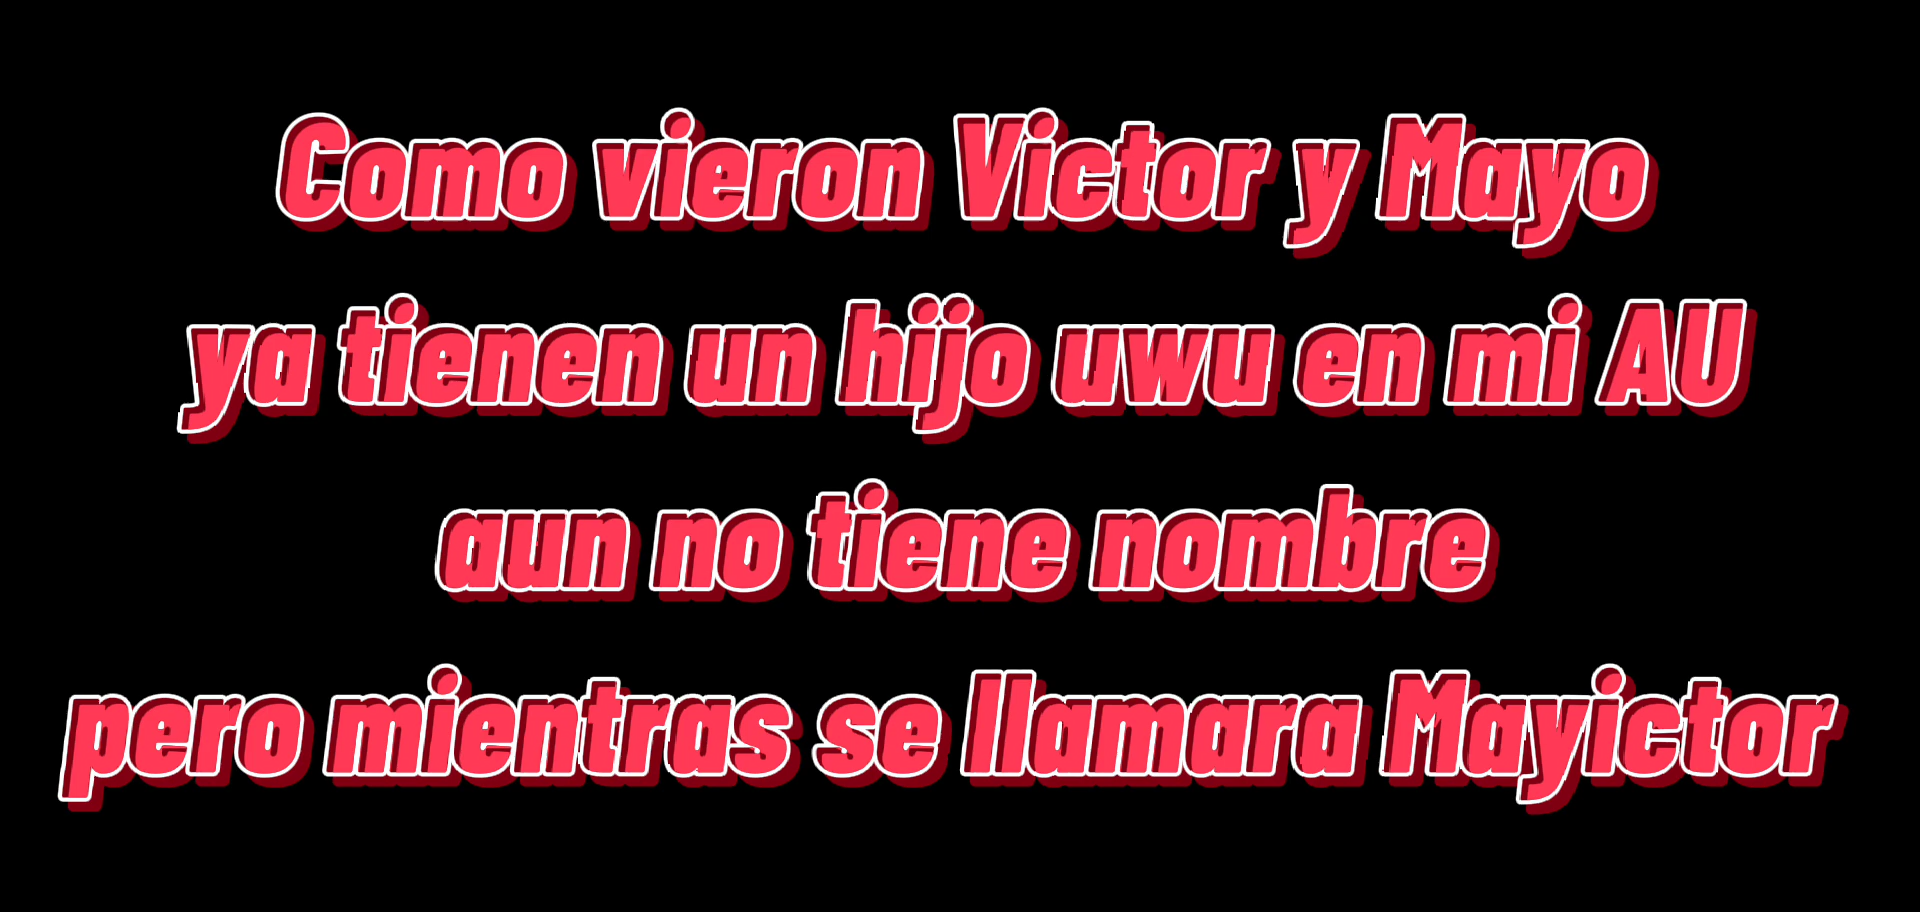 Como vieron Victor y Mayo
ya tienen un hijo uwu en mi AU
aun no tiene nombre
pero mientras se llamara Mayictor